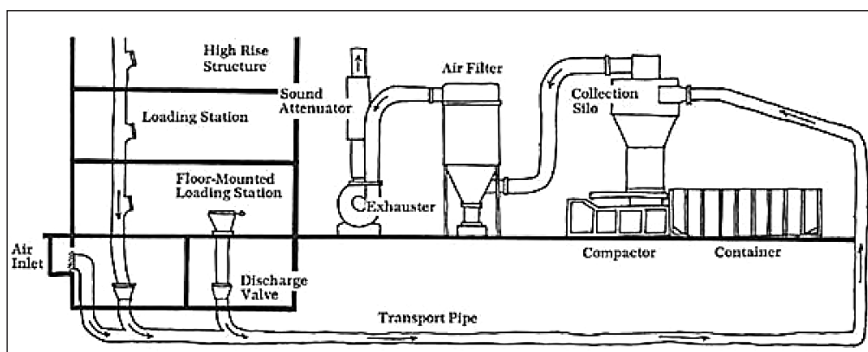 High Rise
Structure
Loading Station
Floor-Mounted
Loading Station
Air
Inlet
Discharge
Valve
Sound
Attenuator
Exhauster
Air Filter
Collection
Silo
Compactor
Container
Transport Pipe